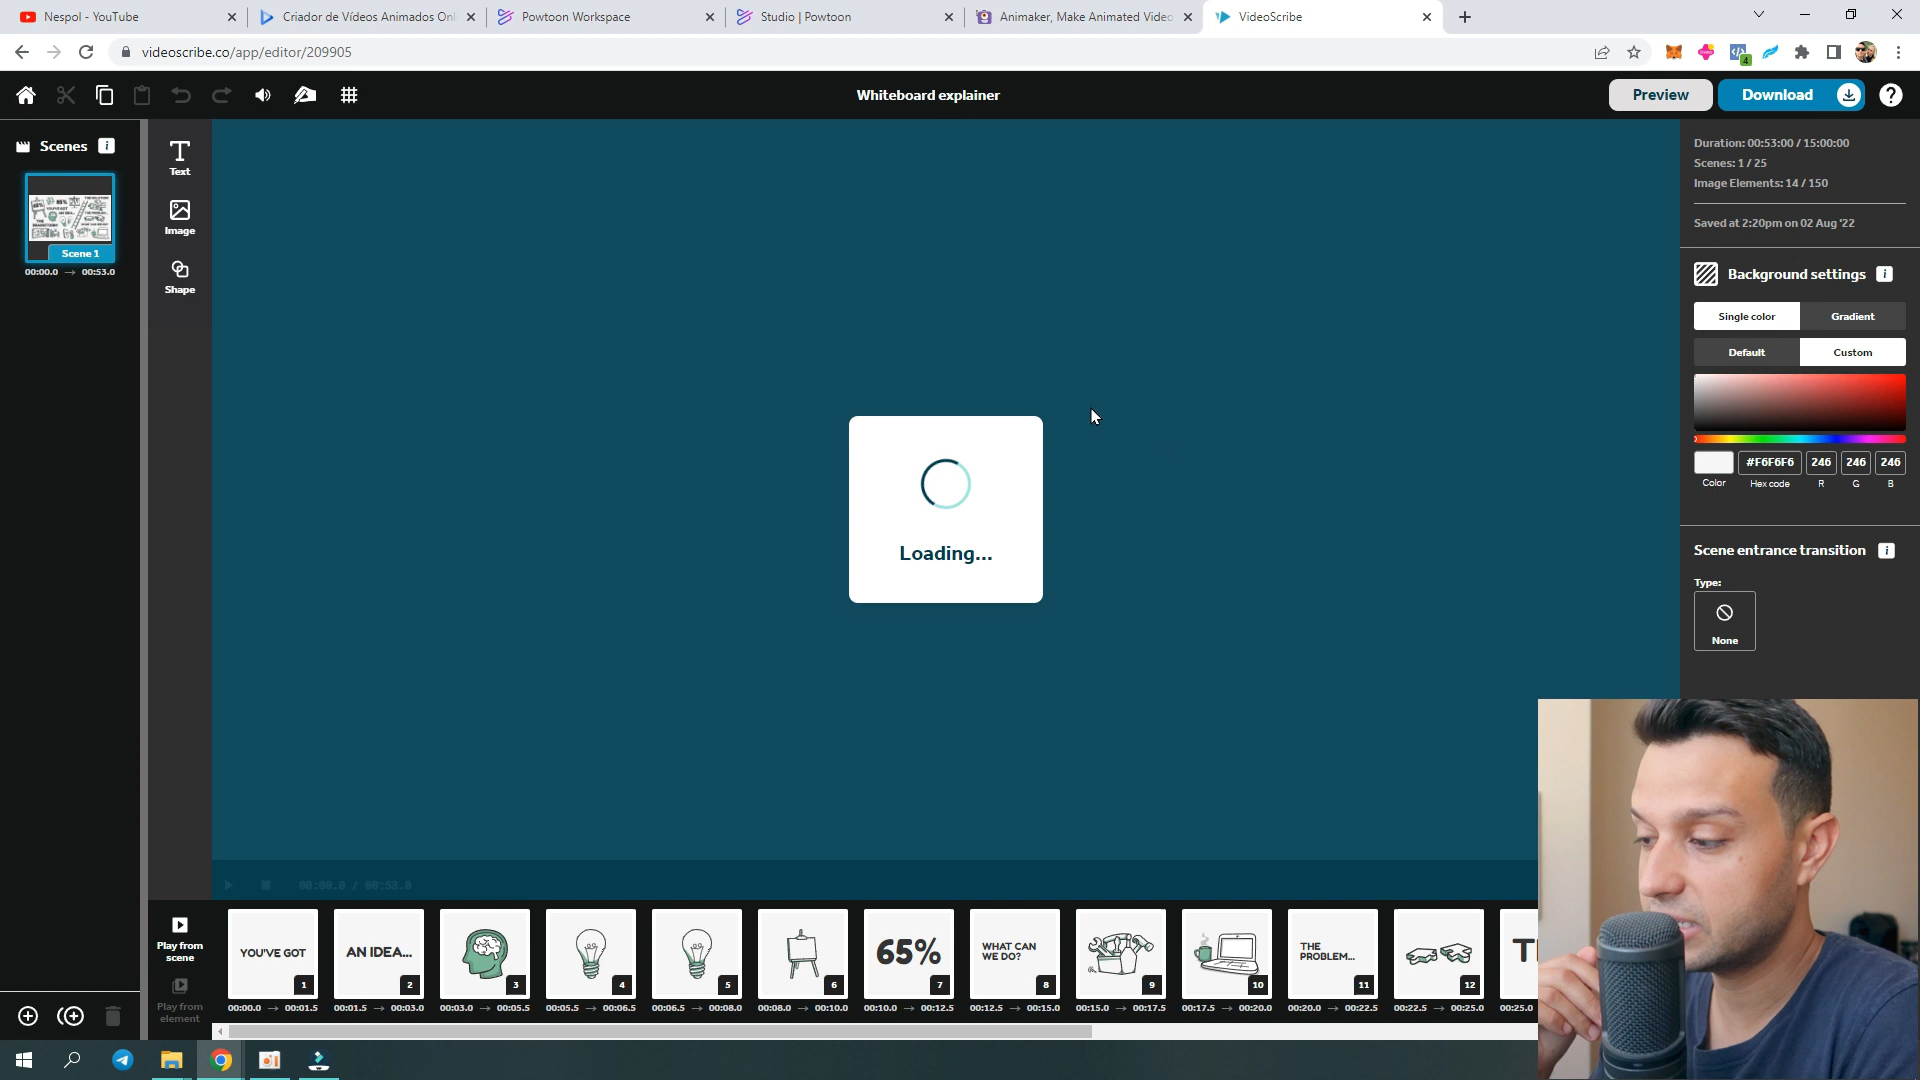 Nespol - YouTube
Criador de Vídeos Animados Onl
Powtoon Workspace
Studio | Powtoon
Animaker, Make Animated Video
VideoScribe
videoscribe.co/app/editor/209905
4
Whiteboard explainer
Preview
Download
Scenes
Scene 1
00:00.0 → 00:53.0
Text
Image
Shape
Loading...
Duration: 00:53:00 / 15:00:00
Scenes: 1 / 25
Image Elements: 14 / 150
Saved at 2:20pm on 02 Aug '22
Background settings
Single color
Gradient
Default
Custom
#F6F6F6
246
246
246
Color
Hex code
R
G
B
Scene entrance transition
Type:
None
00:00.0 / 00:53.0
Play from scene
Play from element
YOU'VE GOT
1
AN IDEA...
2
3
4
5
6
65%
7
WHAT CAN
WE DO?
8
9
10
THE
PROBLEM...
11
12
00:00.0 → 00:01.5
00:01.5 → 00:03.0
00:03.0 → 00:05.5
00:05.5 → 00:06.5
00:06.5 → 00:08.0
00:08.0 → 00:10.0
00:10.0 → 00:12.5
00:12.5 → 00:15.0
00:15.0 → 00:17.5
00:17.5 → 00:20.0
00:20.0 → 00:22.5
00:22.5 → 00:25.0
00:25.0